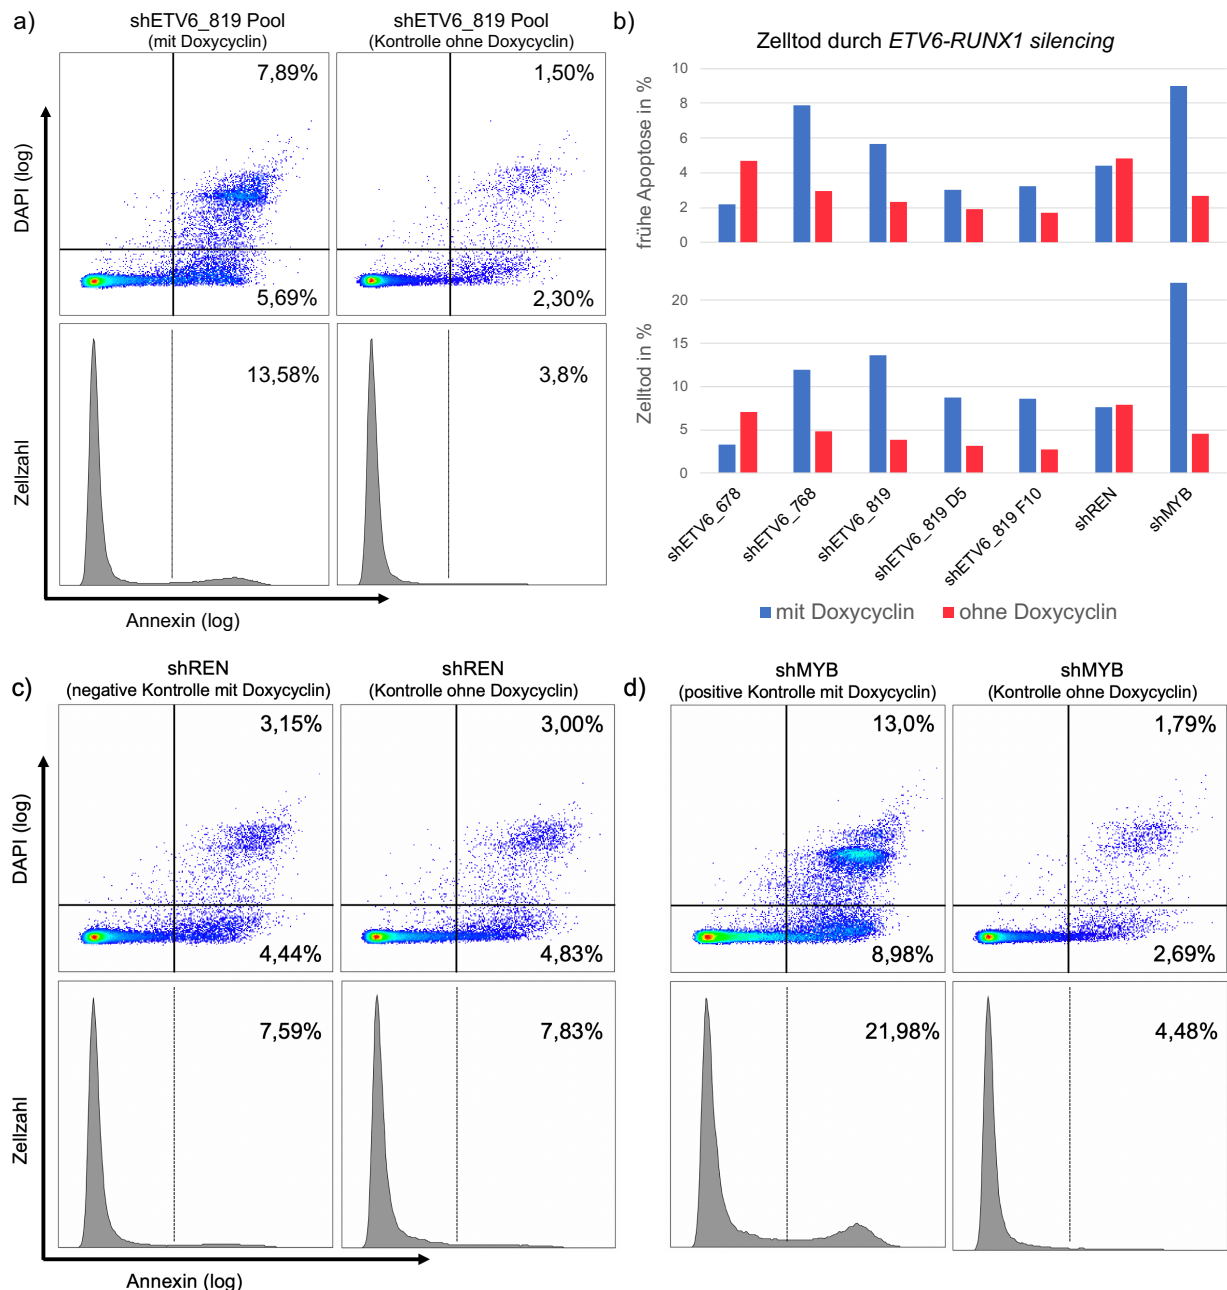 a)
shETV6_819 Pool
(mit Doxycyclin)
shETV6_819 Pool
(Kontrolle ohne Doxycyclin)
7,89%
1,50%
DAPI (log)
5,69%
2,30%
13,58%
3,8%
Zellzahl
Annexin (log)
b)
Zelltod durch ETV6-RUNX1 silencing
frühe Apoptose in %
10
8
6
4
2
0
Zelltod in %
20
15
10
5
0
shETV6_678
shETV6_768
shETV6_819
shETV6_819 D5
shETV6_819 F10
shREN
shMYB
mit Doxycyclin
ohne Doxycyclin
c)
shREN
(negative Kontrolle mit Doxycyclin)
shREN
(Kontrolle ohne Doxycyclin)
3,15%
3,00%
DAPI (log)
4,44%
4,83%
7,59%
7,83%
Zellzahl
Annexin (log)
d)
shMYB
(positive Kontrolle mit Doxycyclin)
shMYB
(Kontrolle ohne Doxycyclin)
13,0%
1,79%
8,98%
2,69%
21,98%
4,48%